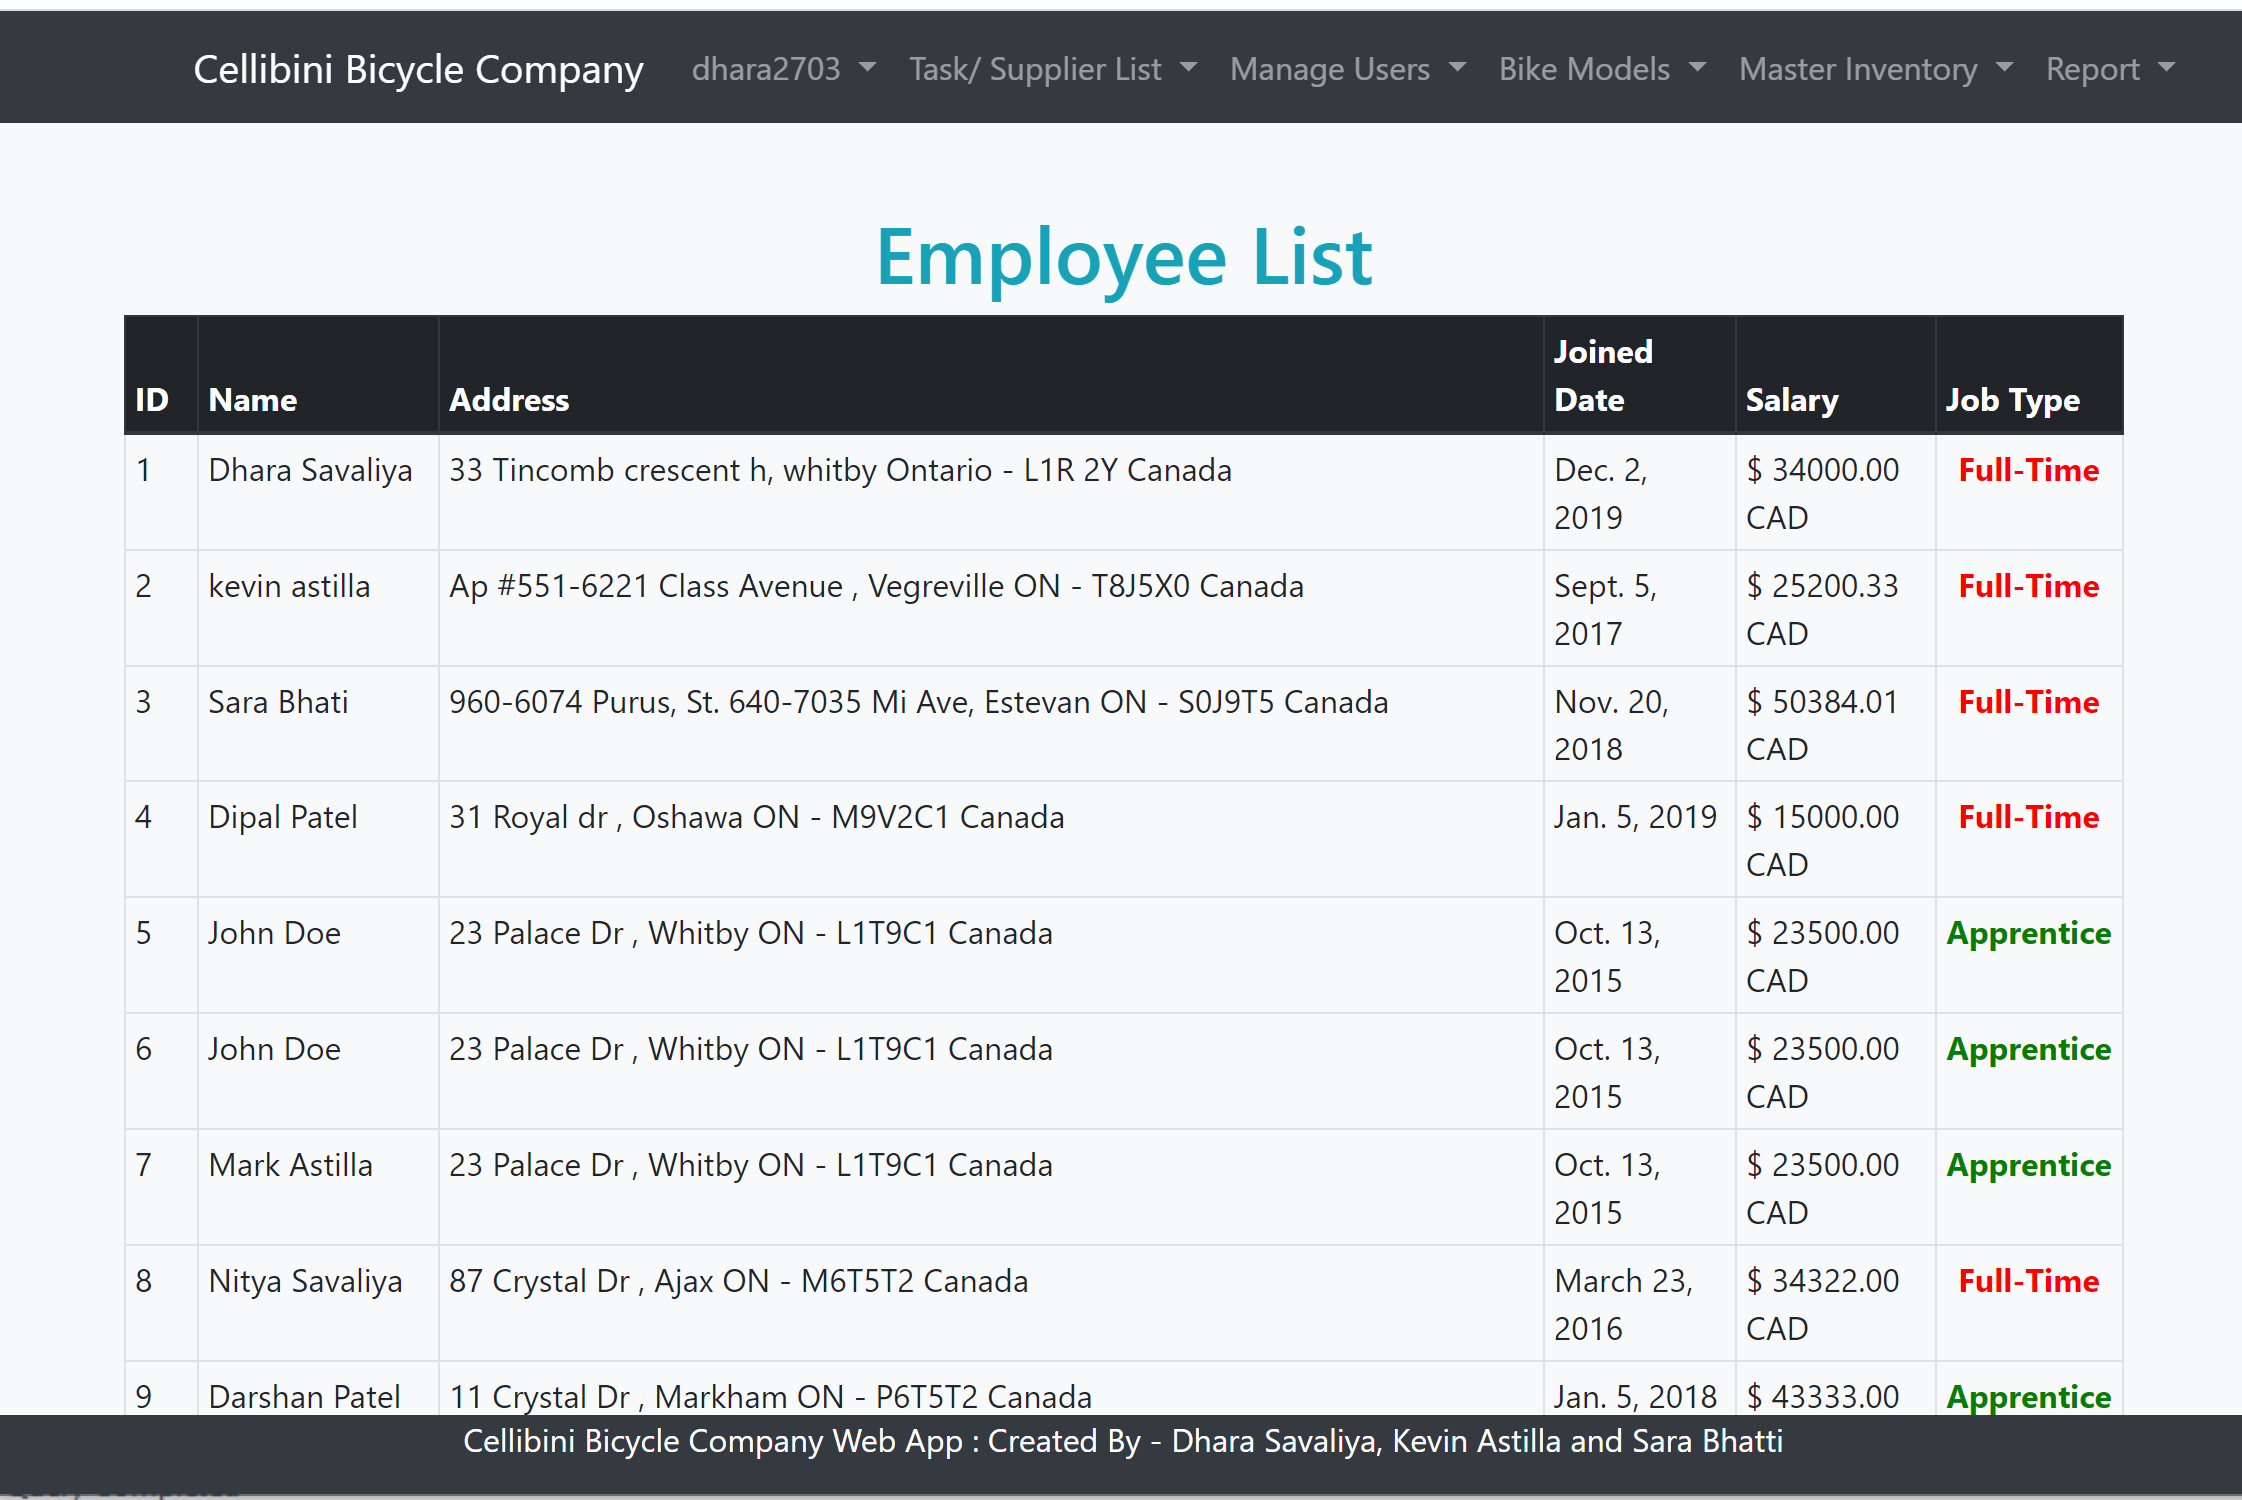 Cellibini Bicycle Company dhara2703 Task/ Supplier List Manage Users Bike Models Master Inventory Report
Employee List
ID Name Address Joined Date Salary Job Type
1 Dhara Savaliya 33 Tincomb crescent h, whitby Ontario - L1R 2Y Canada Dec. 2, 2019 $ 34000.00 CAD Full-Time
2 kevin astilla Ap #551-6221 Class Avenue , Vegreville ON - T8J5X0 Canada Sept. 5, 2017 $ 25200.33 CAD Full-Time
3 Sara Bhati 960-6074 Purus, St. 640-7035 Mi Ave, Estevan ON - S0J9T5 Canada Nov. 20, 2018 $ 50384.01 CAD Full-Time
4 Dipal Patel 31 Royal dr , Oshawa ON - M9V2C1 Canada Jan. 5, 2019 $ 15000.00 CAD Full-Time
5 John Doe 23 Palace Dr , Whitby ON - L1T9C1 Canada Oct. 13, 2015 $ 23500.00 CAD Apprentice
6 John Doe 23 Palace Dr , Whitby ON - L1T9C1 Canada Oct. 13, 2015 $ 23500.00 CAD Apprentice
7 Mark Astilla 23 Palace Dr , Whitby ON - L1T9C1 Canada Oct. 13, 2015 $ 23500.00 CAD Apprentice
8 Nitya Savaliya 87 Crystal Dr , Ajax ON - M6T5T2 Canada March 23, 2016 $ 34322.00 CAD Full-Time
9 Darshan Patel 11 Crystal Dr , Markham ON - P6T5T2 Canada Jan. 5, 2018 $ 43333.00 Apprentice
Cellibini Bicycle Company Web App : Created By - Dhara Savaliya, Kevin Astilla and Sara Bhatti